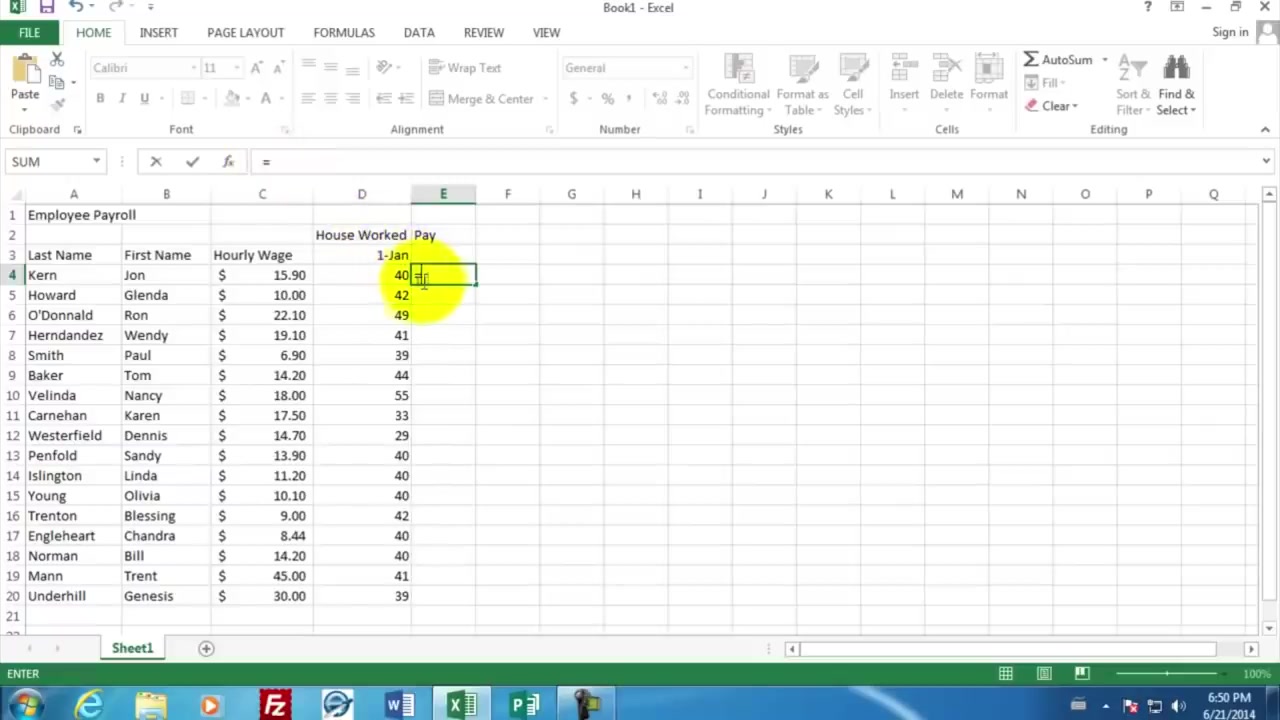 Book1 - Excel
FILE HOME INSERT PAGE LAYOUT FORMULAS DATA REVIEW VIEW Sign in
Paste
Calibri 11
B I U A
Wrap Text
Merge & Center
General
$ % ,
Conditional Formatting
Format as Table
Cell Styles
Insert Delete Format
AutoSum
Fill
Clear
Sort & Filter
Find & Select
Clipboard Font Alignment Number Styles Cells Editing
SUM fx =
A B C D E F G H I J K L M N O P Q
1 Employee Payroll
2 House Worked Pay
3 Last Name First Name Hourly Wage 1-Jan
4 Kern Jon $ 15.90 40 =
5 Howard Glenda $ 10.00 42
6 O'Donnald Ron $ 22.10 49
7 Herndandez Wendy $ 19.10 41
8 Smith Paul $ 6.90 39
9 Baker Tom $ 14.20 44
10 Velinda Nancy $ 18.00 55
11 Carnehan Karen $ 17.50 33
12 Westerfield Dennis $ 14.70 29
13 Penfold Sandy $ 13.90 40
14 Islington Linda $ 11.20 40
15 Young Olivia $ 10.10 40
16 Trenton Blessing $ 9.00 42
17 Engleheart Chandra $ 8.44 40
18 Norman Bill $ 14.20 40
19 Mann Trent $ 45.00 41
20 Underhill Genesis $ 30.00 39
21
Sheet1
ENTER 100%
6:50 PM
6/21/2014